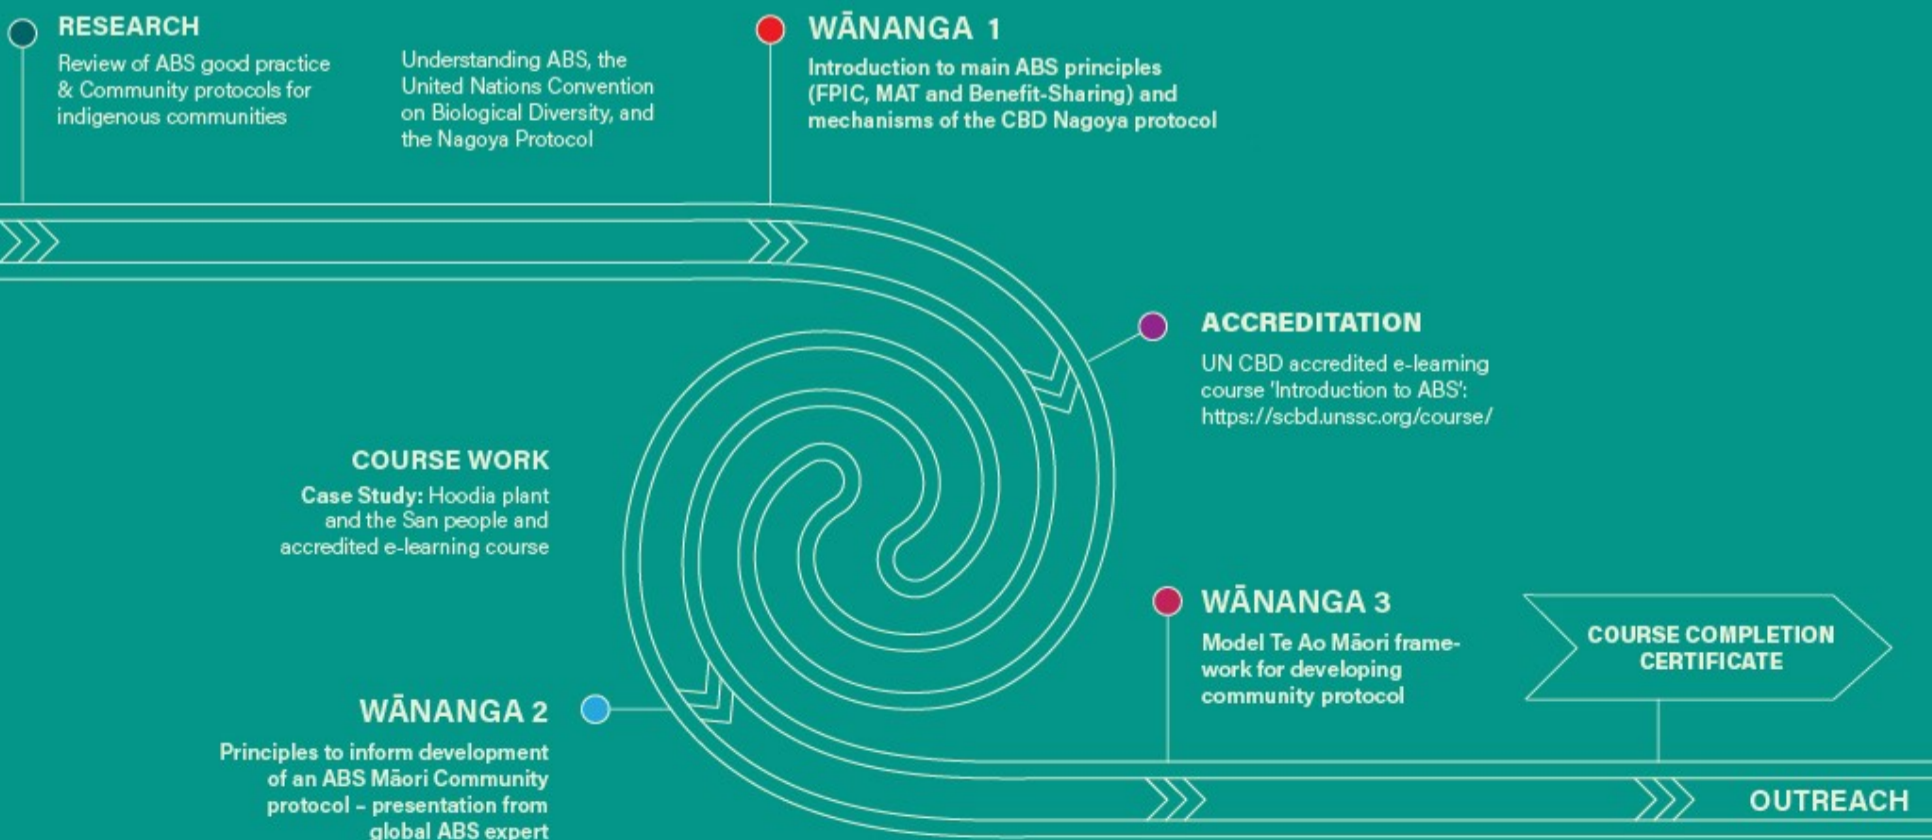 RESEARCH
Review of ABS good practice
& Community protocols for
indigenous communities
Understanding ABS, the
United Nations Convention
on Biological Diversity, and
the Nagoya Protocol
WĀNANGA 1
Introduction to main ABS principles
(FPIC, MAT and Benefit-Sharing) and
mechanisms of the CBD Nagoya protocol
ACCREDITATION
UN CBD accredited e-learning
course 'Introduction to ABS':
https://scbd.unssc.org/course/
COURSE WORK
Case Study: Hoodia plant
and the San people and
accredited e-learning course
WĀNANGA 2
Principles to inform development
of an ABS Māori Community
protocol – presentation from
global ABS expert
WĀNANGA 3
Model Te Ao Māori frame-
work for developing
community protocol
COURSE COMPLETION
CERTIFICATE
OUTREACH